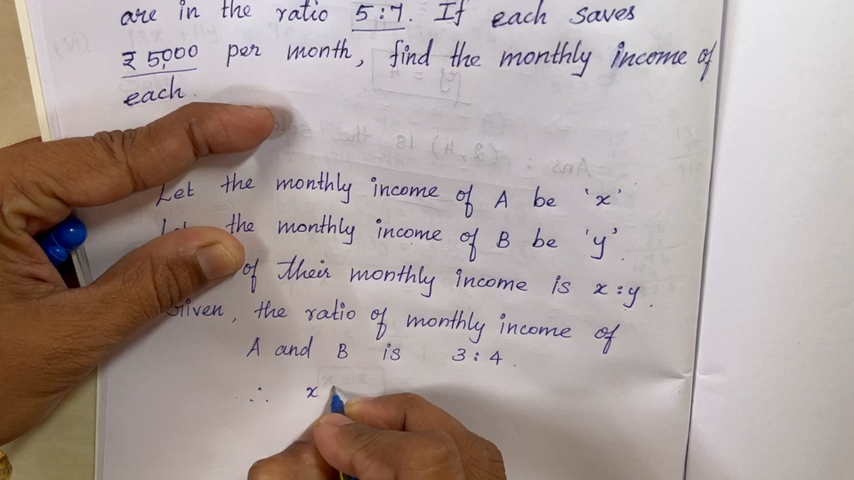 are in the ratio 5:7. If each saves
₹ 5,000 per month, find the monthly income of
each.
Let the monthly income of A be 'x'
the monthly income of B be 'y'.
of their monthly income is x:y.
Given, the ratio of monthly income of
A and B is 3:4.
∴ x